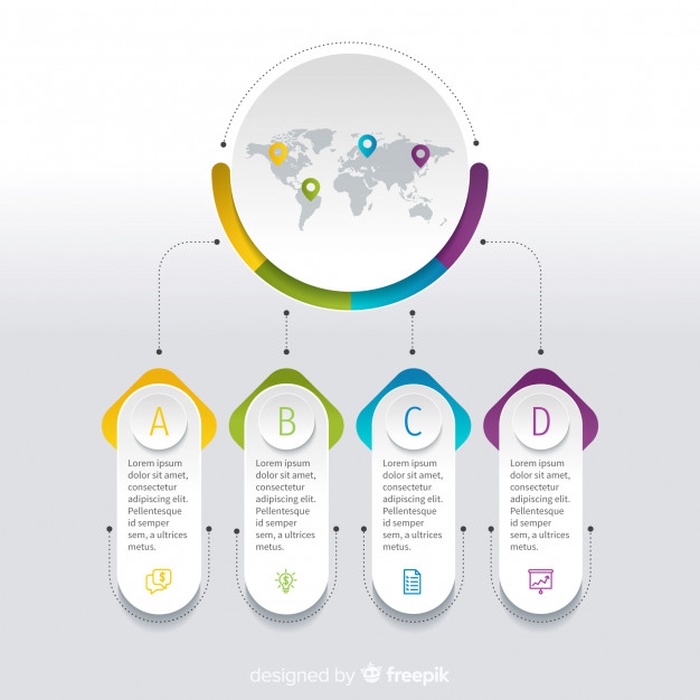 A
Lorem ipsum
dolor sit amet,
consectetur
adipiscing elit.
Pellentesque
id semper
sem, a ultrices
metus.
$
B
Lorem ipsum
dolor sit amet,
consectetur
adipiscing elit.
Pellentesque
id semper
sem, a ultrices
metus.
$
C
Lorem ipsum
dolor sit amet,
consectetur
adipiscing elit.
Pellentesque
id semper
sem, a ultrices
metus.
D
Lorem ipsum
dolor sit amet,
consectetur
adipiscing elit.
Pellentesque
id semper
sem, a ultrices
metus.
designed by freepik